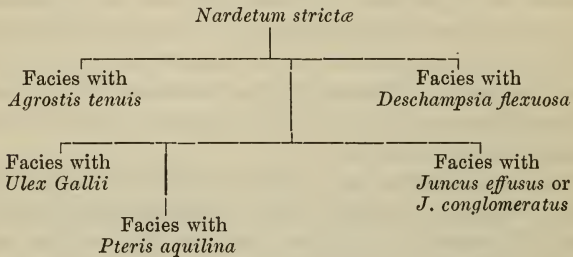 Nardetum strictæ
Facies with
Agrostis tenuis
Facies with
Deschampsia flexuosa
Facies with
Ulex Gallii
Facies with
Juncus effusus or
J. conglomeratus
Facies with
Pteris aquilina